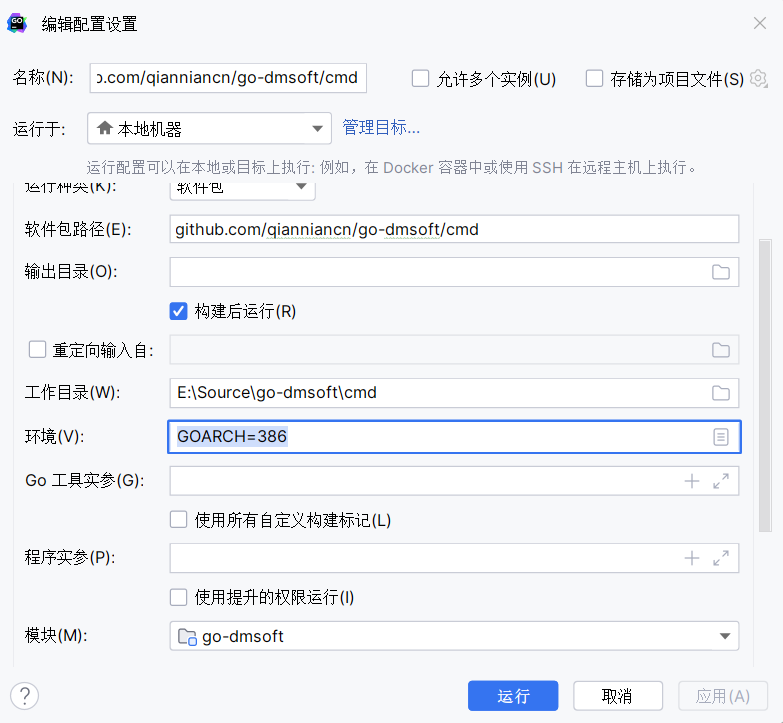 GO
编辑配置设置
名称(N): o.com/qianniancn/go-dmsoft/cmd 允许多个实例(U) 存储为项目文件(S)
运行于: 本地机器 管理目标...
运行配置可以在本地或目标上执行: 例如，在 Docker 容器中或使用 SSH 在远程主机上执行。
运行种类(K): 软件包
软件包路径(E): github.com/qianniancn/go-dmsoft/cmd
输出目录(O):
构建后运行(R)
重定向输入自:
工作目录(W): E:\Source\go-dmsoft\cmd
环境(V): GOARCH=386
Go 工具实参(G):
使用所有自定义构建标记(L)
程序实参(P):
使用提升的权限运行(I)
模块(M): go-dmsoft
? 运行 取消 应用(A)